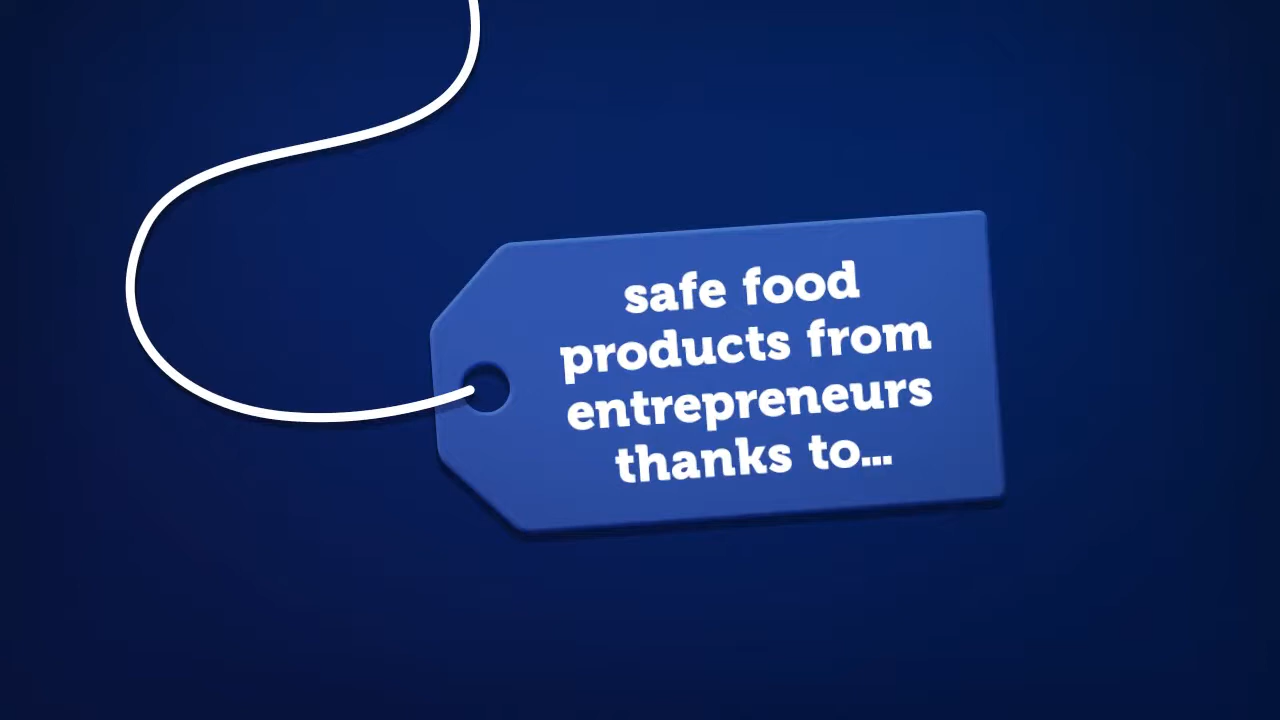 safe food
products from
entrepreneurs
thanks to...